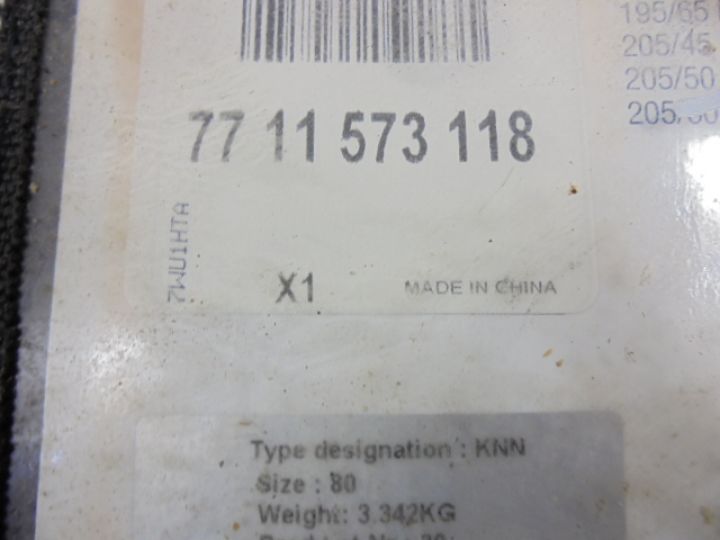 195/65
205/45
205/50
77 11 573 118
7WU1HTA
X1
MADE IN CHINA
Type designation : KNN
Size : 80
Weight: 3.342KG